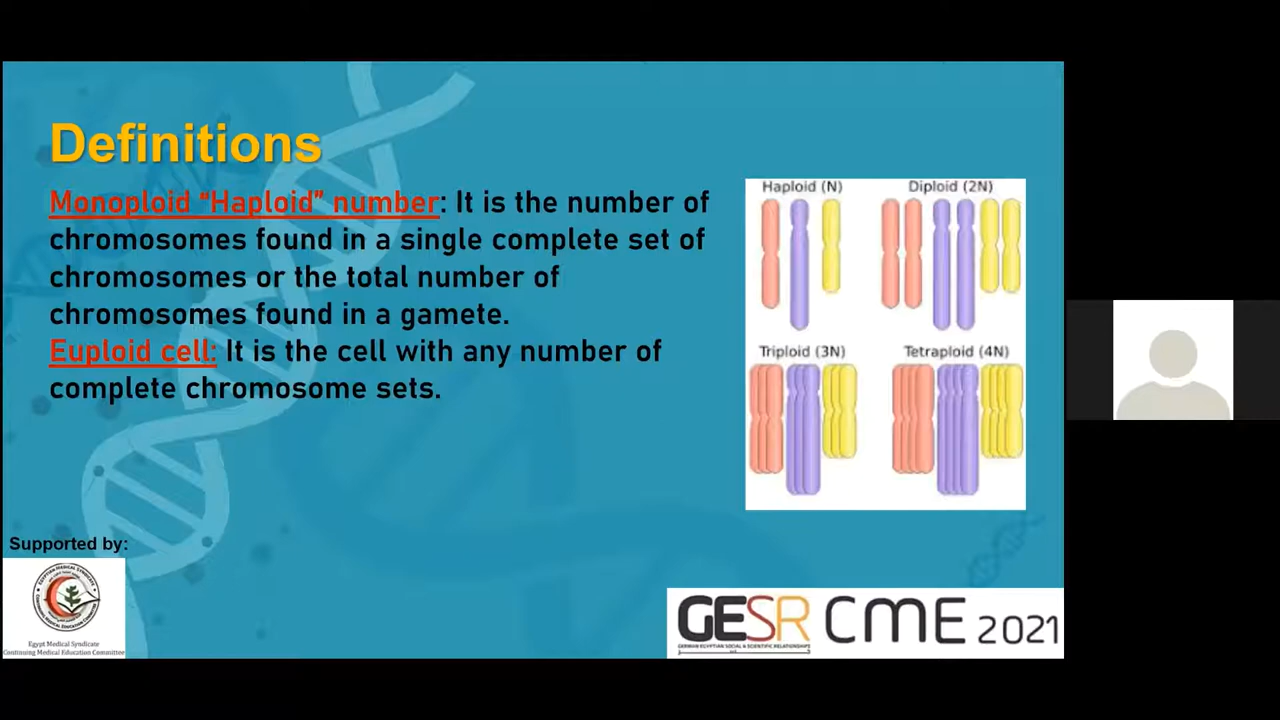 Definitions
Monoploid “Haploid” number: It is the number of
chromosomes found in a single complete set of
chromosomes or the total number of
chromosomes found in a gamete.
Euploid cell: It is the cell with any number of
complete chromosome sets.
Haploid (N)
Diploid (2N)
Triploid (3N)
Tetraploid (4N)
Supported by:
Egypt Medical Syndicate
Continuing Medical Education Committee
GESR CME 2021
GERMAN EGYPTIAN SOCIAL & SCIENTIFIC RELATIONSHIPS